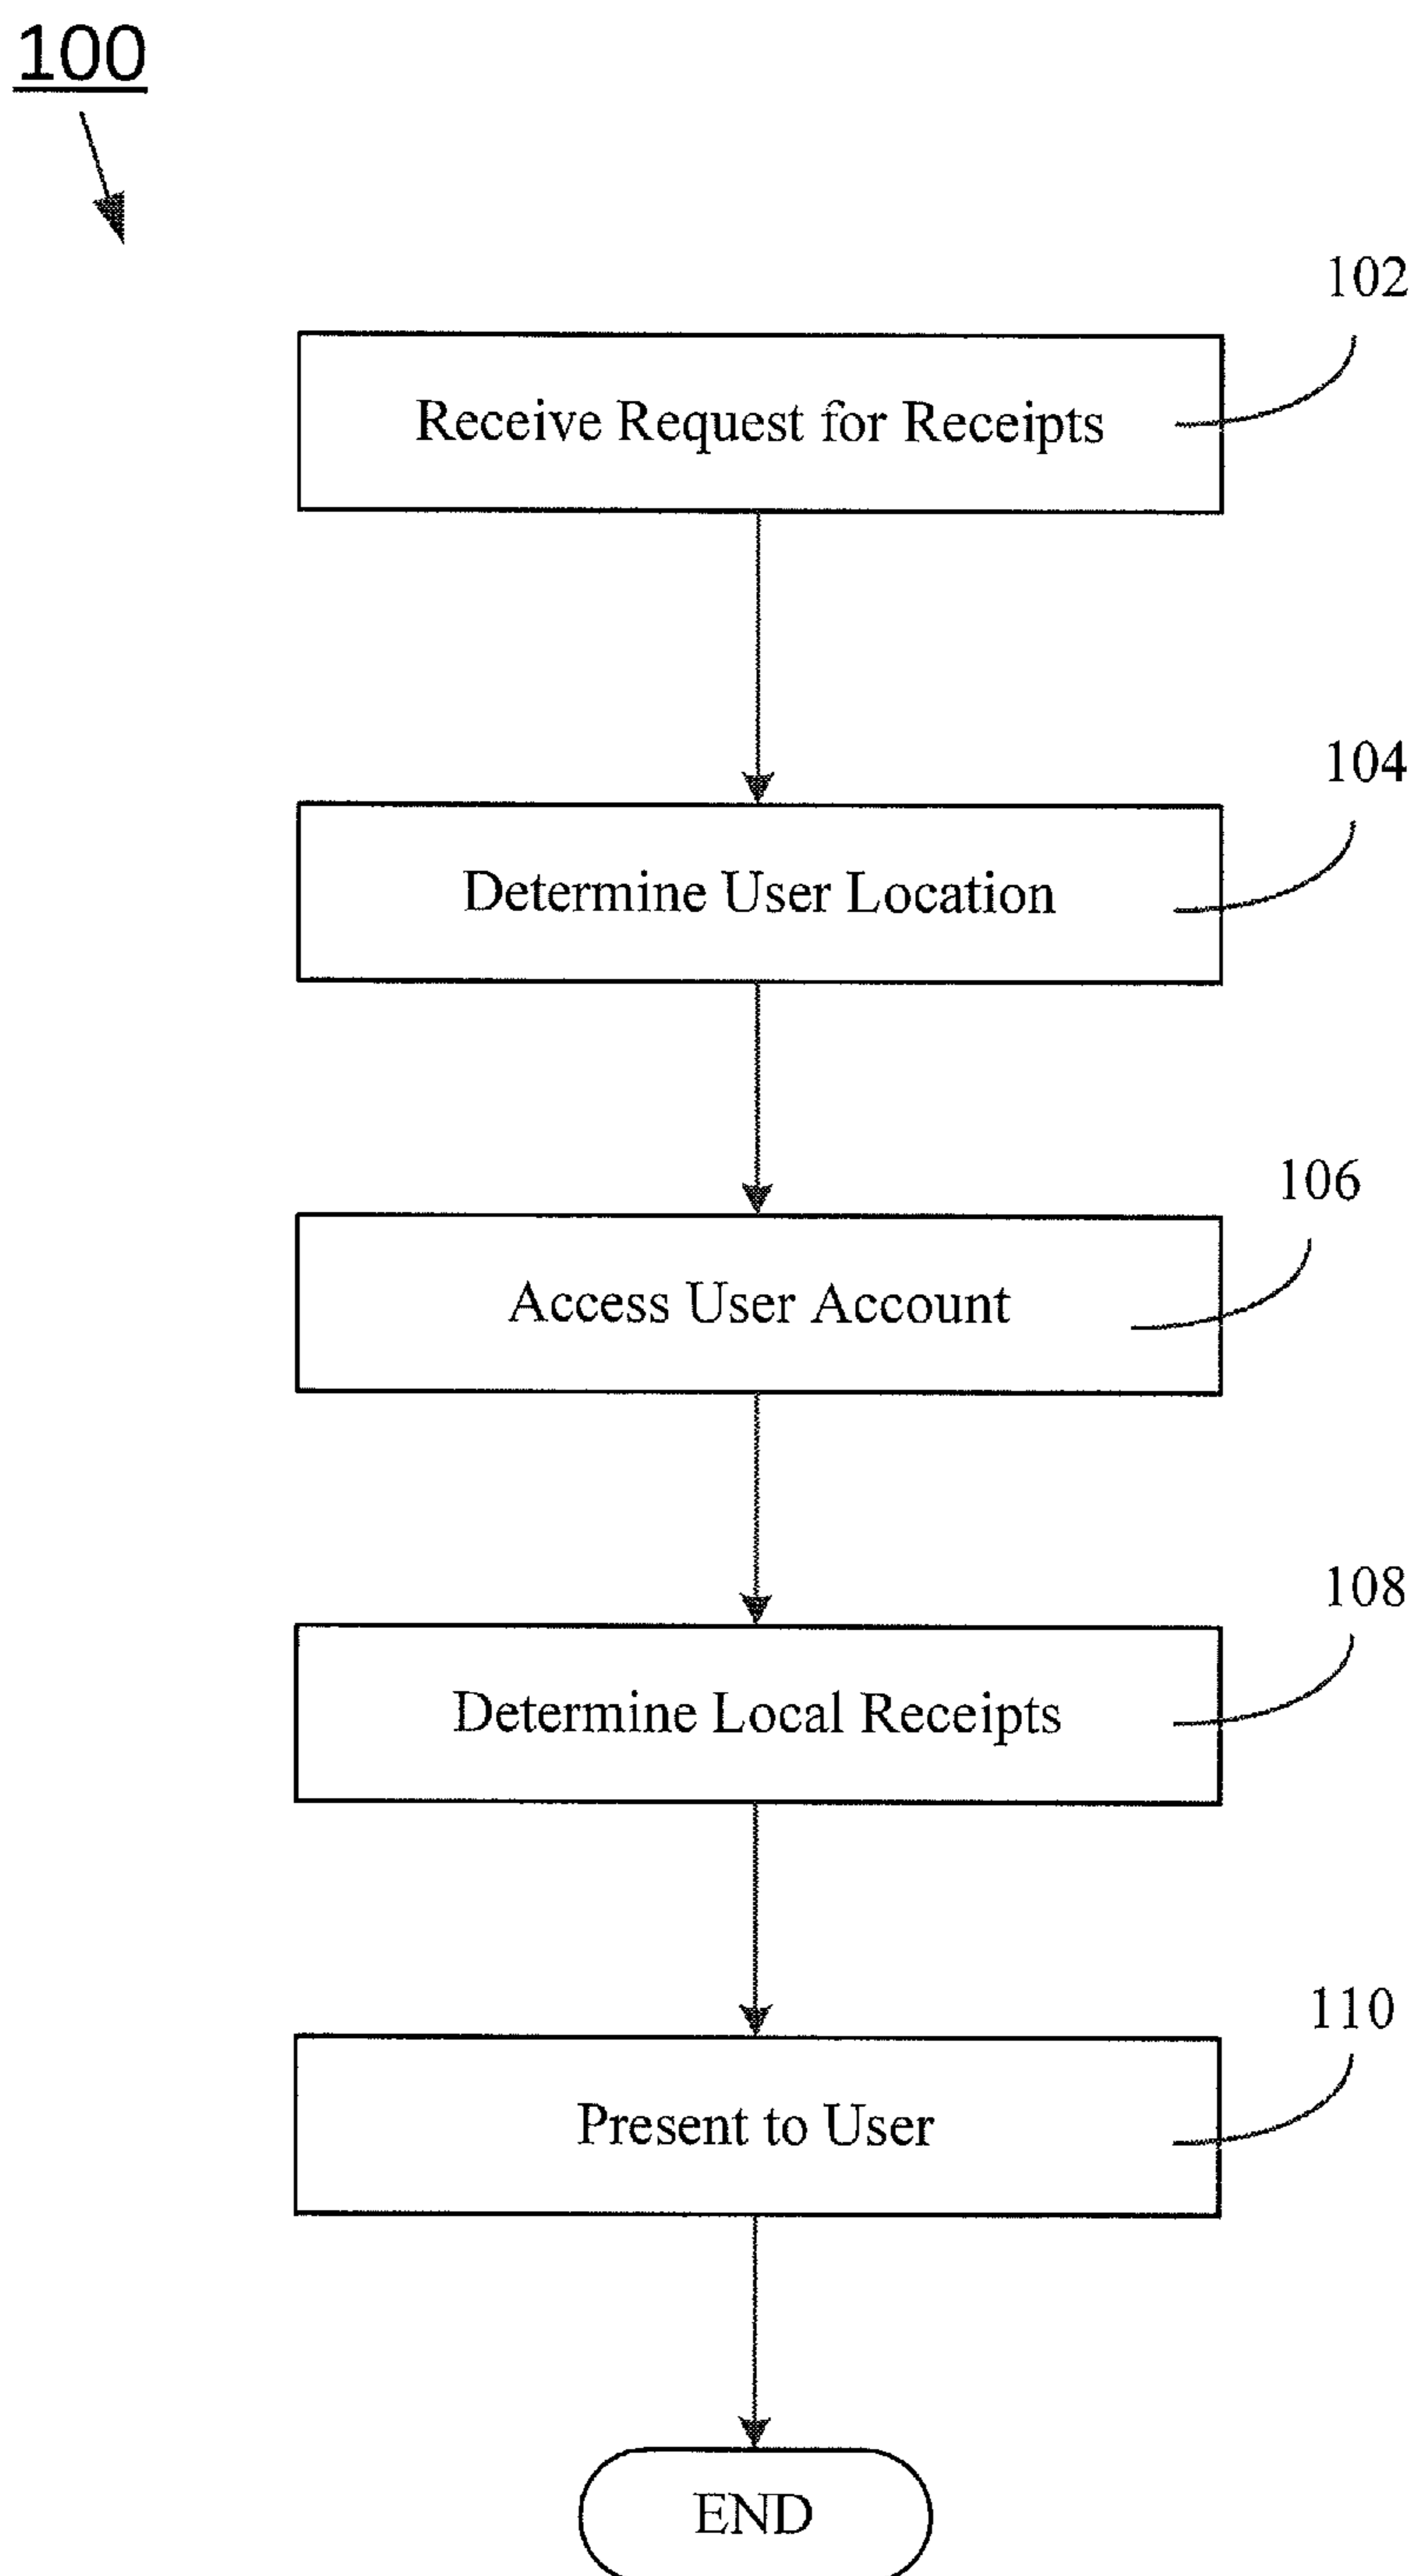 100
102
Receive Request for Receipts
104
Determine User Location
106
Access User Account
108
Determine Local Receipts
110
Present to User
END